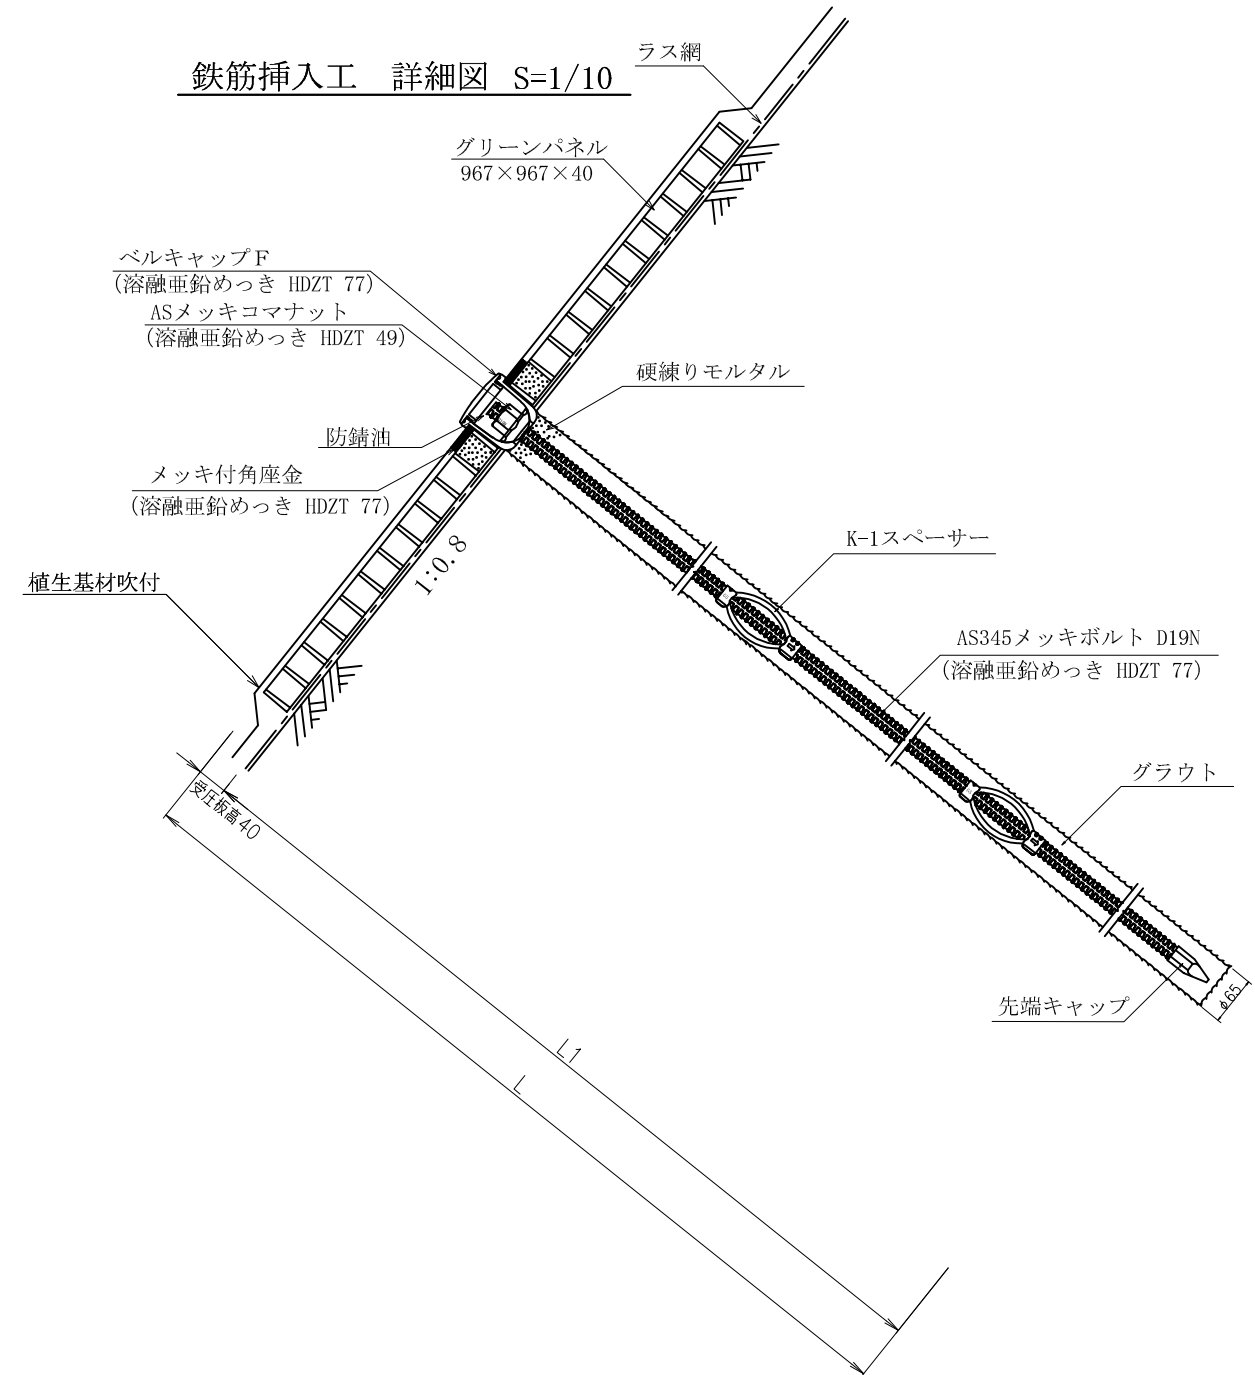 鉄筋挿入工　詳細図 S=1/10
ラス網
グリーンパネル
967×967×40
ベルキャップF
(溶融亜鉛めっき HDZT 77)
ASメッキコマナット
(溶融亜鉛めっき HDZT 49)
硬練りモルタル
防錆油
メッキ付角座金
(溶融亜鉛めっき HDZT 77)
K-1スペーサー
1:0.8
植生基材吹付
AS345メッキボルト D19N
(溶融亜鉛めっき HDZT 77)
グラウト
受圧板高40
先端キャップ
φ65
L1
L